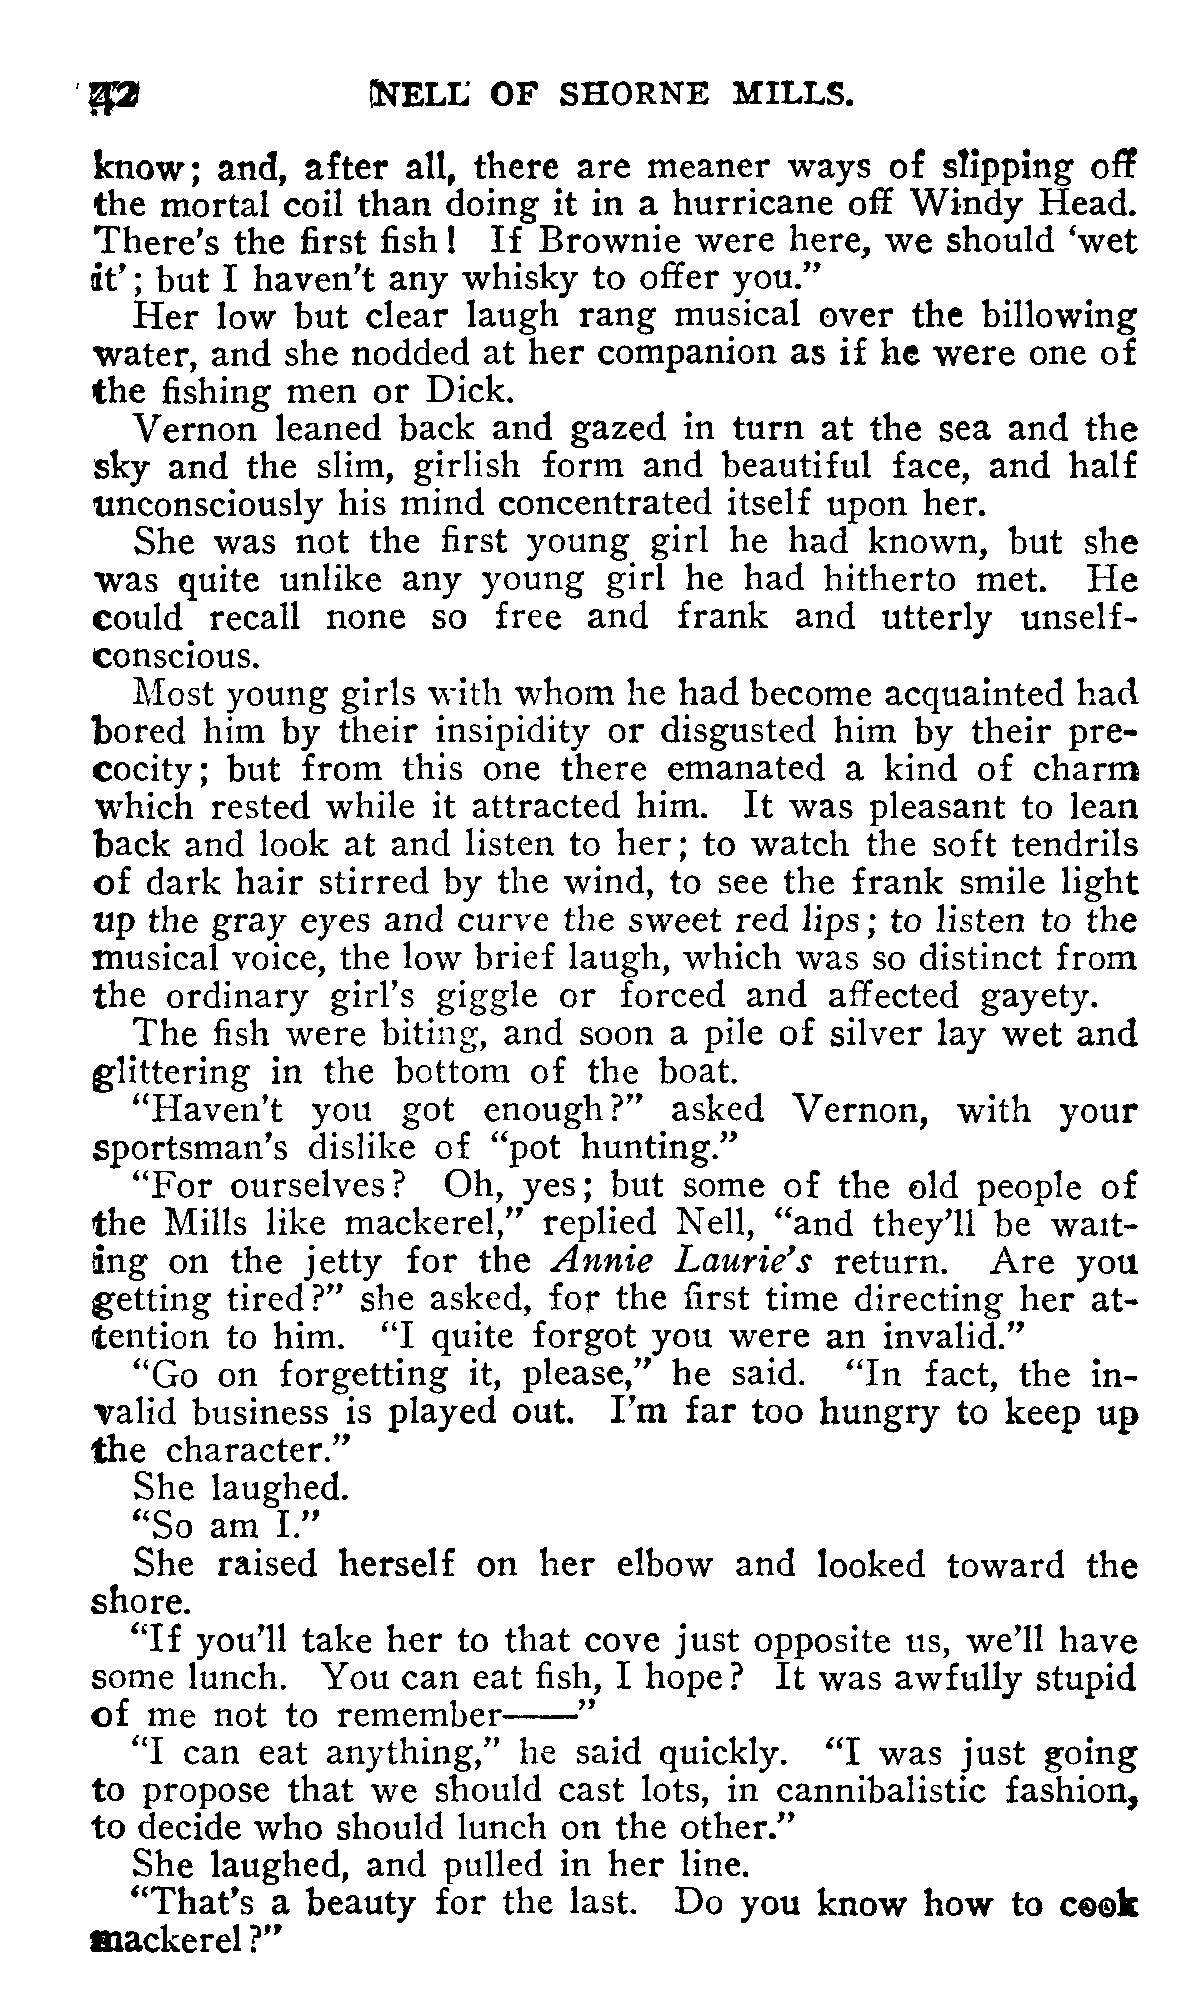 42 NELL OF SHORNE MILLS.
know; and, after all, there are meaner ways of slipping off
the mortal coil than doing it in a hurricane off Windy Head.
There's the first fish! If Brownie were here, we should 'wet
it'; but I haven't any whisky to offer you."
Her low but clear laugh rang musical over the billowing
water, and she nodded at her companion as if he were one of
the fishing men or Dick.
Vernon leaned back and gazed in turn at the sea and the
sky and the slim, girlish form and beautiful face, and half
unconsciously his mind concentrated itself upon her.
She was not the first young girl he had known, but she
was quite unlike any young girl he had hitherto met. He
could recall none so free and frank and utterly unself-
conscious.
Most young girls with whom he had become acquainted had
bored him by their insipidity or disgusted him by their pre-
cocity; but from this one there emanated a kind of charm
which rested while it attracted him. It was pleasant to lean
back and look at and listen to her; to watch the soft tendrils
of dark hair stirred by the wind, to see the frank smile light
up the gray eyes and curve the sweet red lips; to listen to the
musical voice, the low brief laugh, which was so distinct from
the ordinary girl's giggle or forced and affected gayety.
The fish were biting, and soon a pile of silver lay wet and
glittering in the bottom of the boat.
"Haven't you got enough?" asked Vernon, with your
sportsman's dislike of "pot hunting."
"For ourselves? Oh, yes; but some of the old people of
the Mills like mackerel," replied Nell, "and they'll be wait-
ing on the jetty for the Annie Laurie's return. Are you
getting tired?" she asked, for the first time directing her at-
tention to him. "I quite forgot you were an invalid."
"Go on forgetting it, please," he said. "In fact, the in-
valid business is played out. I'm far too hungry to keep up
the character."
She laughed.
"So am I."
She raised herself on her elbow and looked toward the
shore.
"If you'll take her to that cove just opposite us, we'll have
some lunch. You can eat fish, I hope? It was awfully stupid
of me not to remember——"
"I can eat anything," he said quickly. "I was just going
to propose that we should cast lots, in cannibalistic fashion,
to decide who should lunch on the other."
She laughed, and pulled in her line.
"That's a beauty for the last. Do you know how to cook
mackerel?"